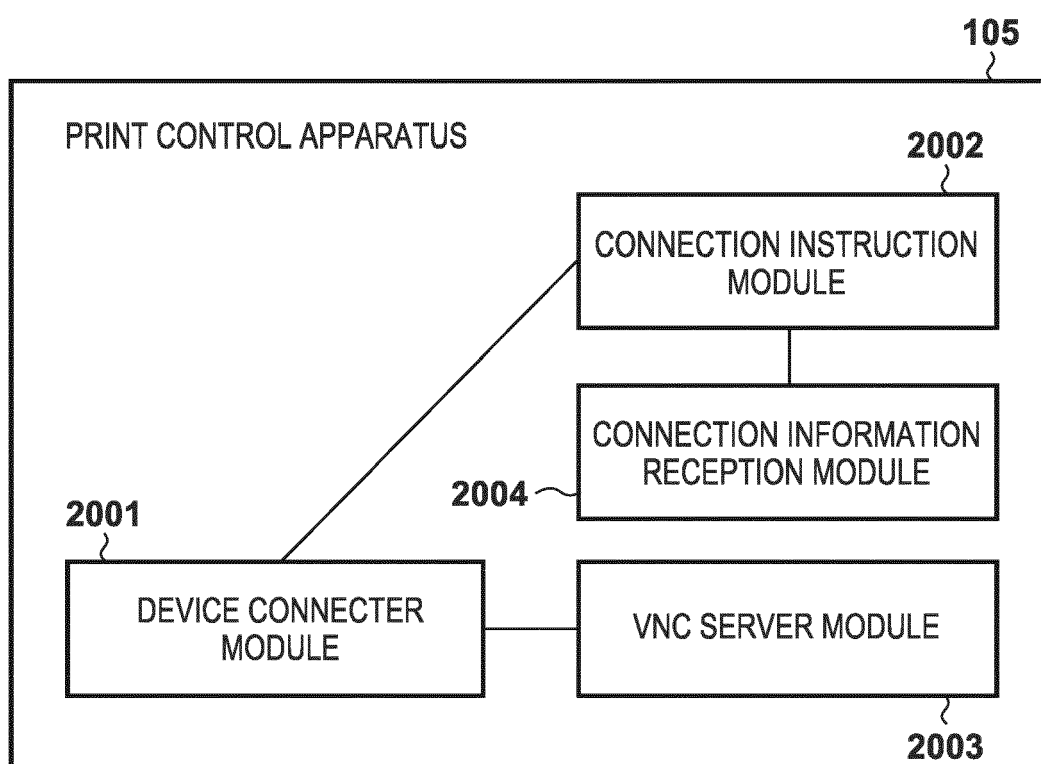 105
PRINT CONTROL APPARATUS
2002
CONNECTION INSTRUCTION
MODULE
CONNECTION INFORMATION
RECEPTION MODULE
2004
2001
DEVICE CONNECTER
MODULE
VNC SERVER MODULE
2003